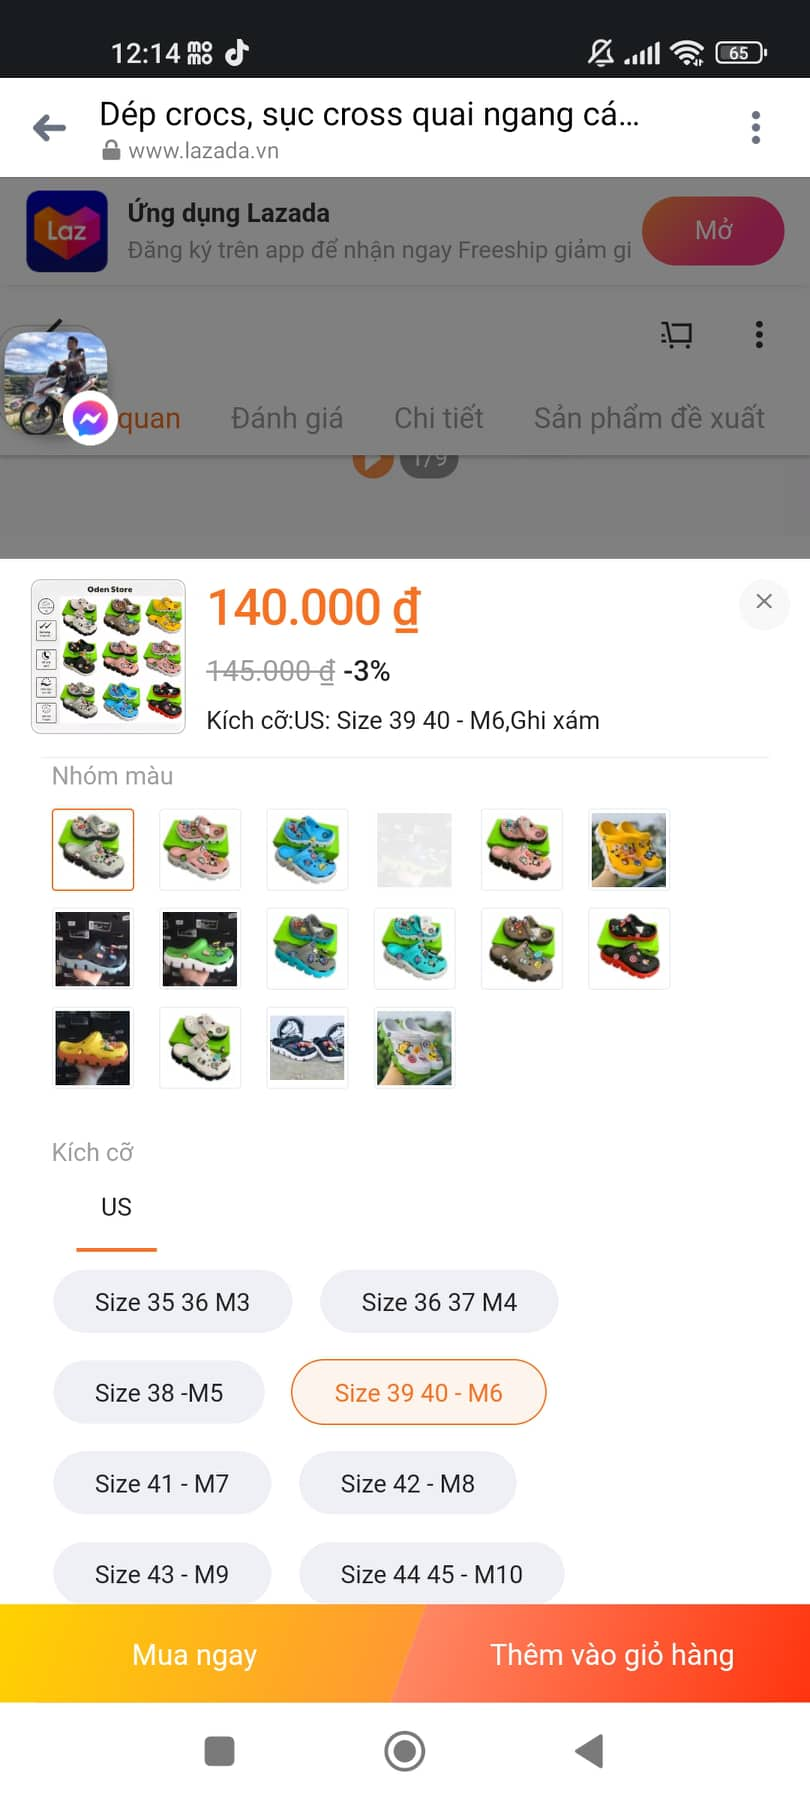 12:14
65
Dép crocs, sục cross quai ngang cá...
www.lazada.vn
Laz
Ứng dụng Lazada
Đăng ký trên app để nhận ngay Freeship giảm gi
Mở
quan
Đánh giá
Chi tiết
Sản phẩm đề xuất
1/9
Oden Store
140.000 ₫
145.000 ₫ -3%
Kích cỡ:US: Size 39 40 - M6,Ghi xám
Nhóm màu
Kích cỡ
US
Size 35 36 M3
Size 36 37 M4
Size 38 -M5
Size 39 40 - M6
Size 41 - M7
Size 42 - M8
Size 43 - M9
Size 44 45 - M10
Mua ngay
Thêm vào giỏ hàng